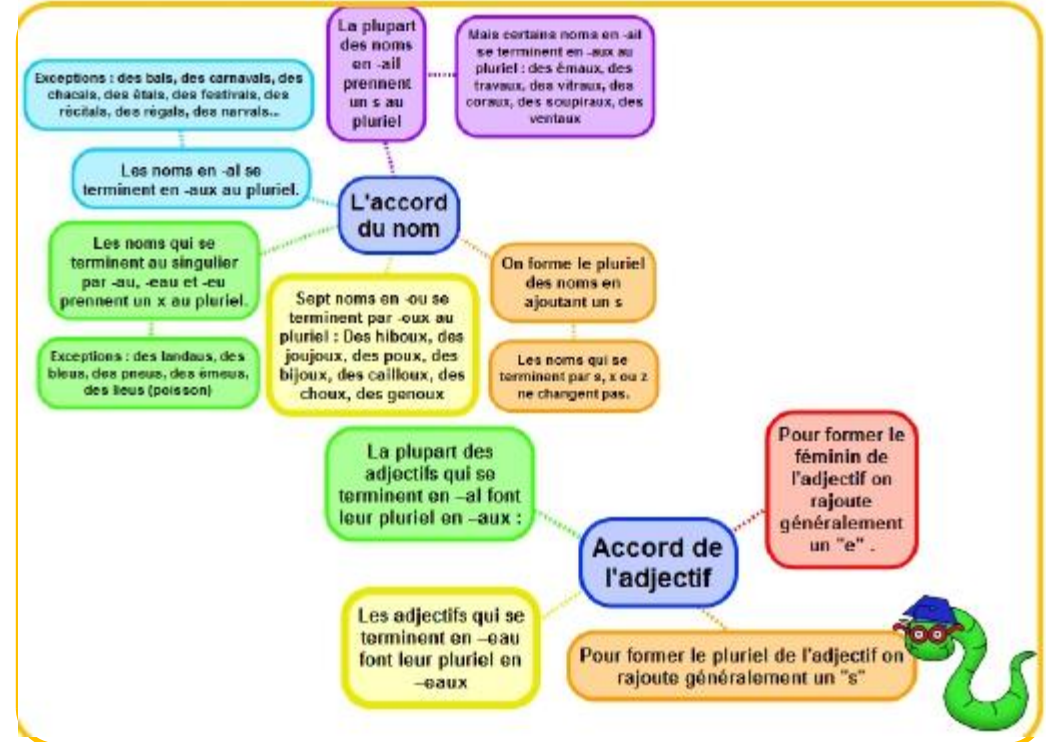 La plupart
des noms
en -ail
prennent
un s au
pluriel
Mais certains noms en -ail
se terminent en -aux au
pluriel : des émaux, des
travaux, des vitraux, des
coraux, des soupiraux, des
ventaux
Exceptions : des bals, des carnavals, des
chacals, des étals, des festivals, des
récitals, des régals, des narvals...
Les noms en -al se
terminent en -aux au pluriel.
L'accord
du nom
Les noms qui se
terminent au singulier
par -au, -eau et -eu
prennent un x au pluriel.
Exceptions : des landaus, des
bleus, des pneus, des émeus,
des lieus (poisson)
Sept noms en -ou se
terminent par -oux au
pluriel : Des hiboux, des
joujoux, des poux, des
bijoux, des cailloux, des
choux, des genoux
On forme le pluriel
des noms en
ajoutant un s
Les noms qui se
terminent par s, x ou z
ne changent pas.
La plupart des
adjectifs qui se
terminent en –al font
leur pluriel en –aux :
Pour former le
féminin de
l'adjectif on
rajoute
généralement
un "e" .
Accord de
l'adjectif
Les adjectifs qui se
terminent en –eau
font leur pluriel en
–eaux
Pour former le pluriel de l'adjectif on
rajoute généralement un "s"